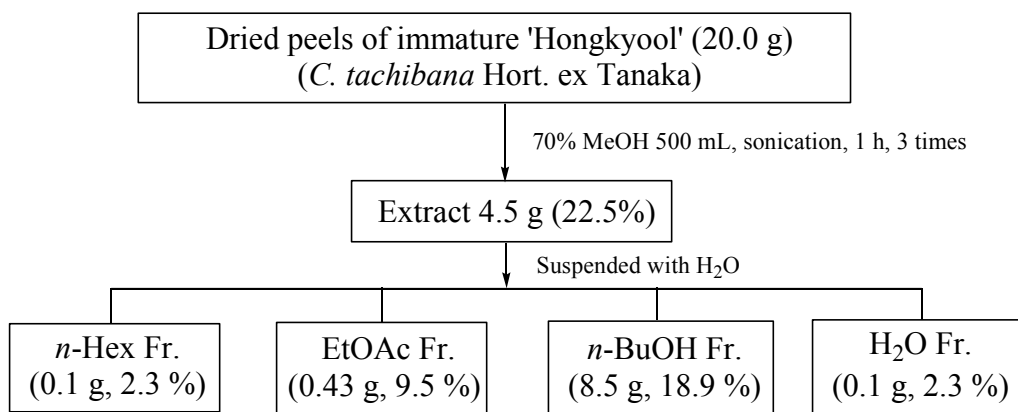 Dried peels of immature 'Hongkyool' (20.0 g)
(C. tachibana Hort. ex Tanaka)
70% MeOH 500 mL, sonication, 1 h, 3 times
Extract 4.5 g (22.5%)
Suspended with H₂O
n-Hex Fr.
(0.1 g, 2.3 %)
EtOAc Fr.
(0.43 g, 9.5 %)
n-BuOH Fr.
(8.5 g, 18.9 %)
H₂O Fr.
(0.1 g, 2.3 %)